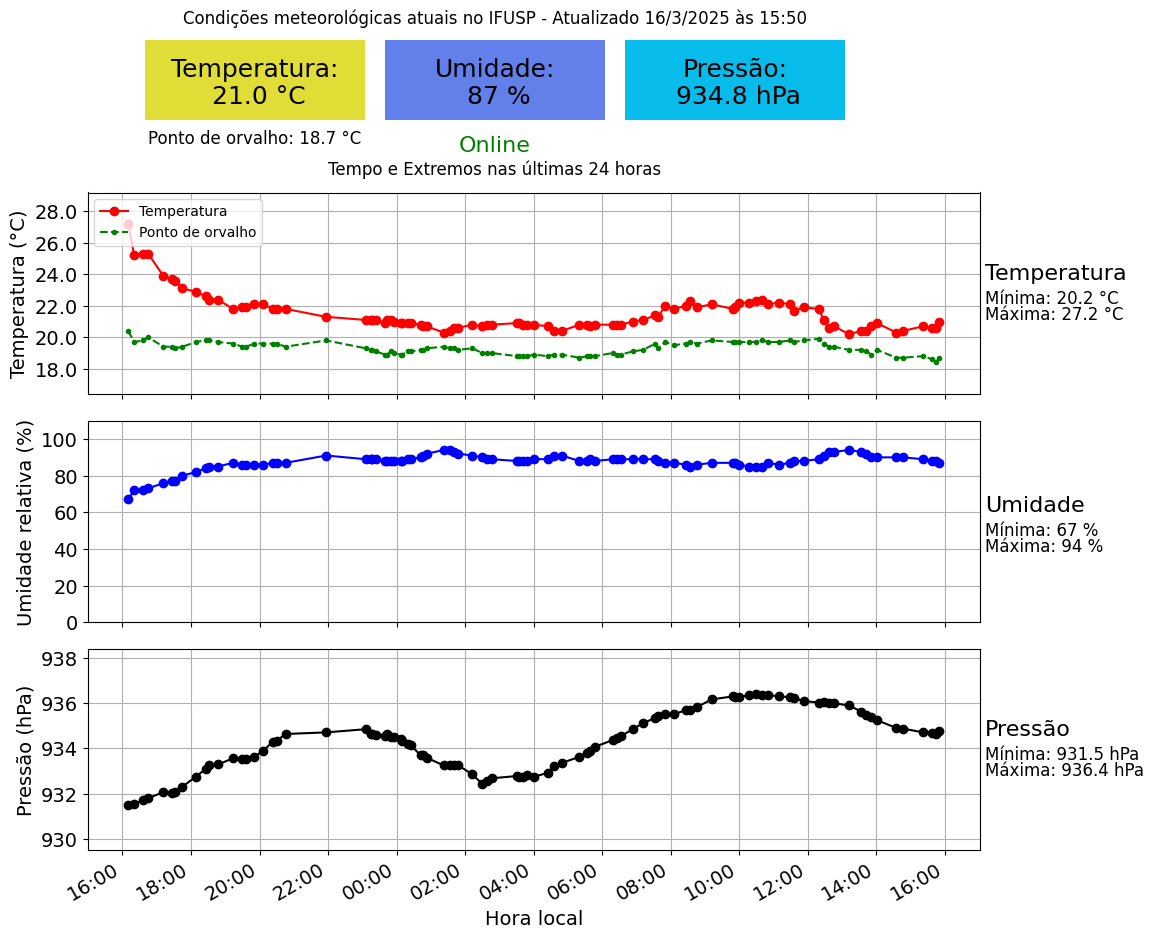 Condições meteorológicas atuais no IFUSP - Atualizado 16/3/2025 às 15:50
Temperatura:
21.0 °C
Umidade:
87 %
Pressão:
934.8 hPa
Ponto de orvalho: 18.7 °C
Online
Tempo e Extremos nas últimas 24 horas
Temperatura (°C)
28.0
26.0
24.0
22.0
20.0
18.0
Temperatura
Ponto de orvalho
Temperatura
Mínima: 20.2 °C
Máxima: 27.2 °C
Umidade relativa (%)
100
80
60
40
20
0
Umidade
Mínima: 67 %
Máxima: 94 %
Pressão (hPa)
938
936
934
932
930
Pressão
Mínima: 931.5 hPa
Máxima: 936.4 hPa
16:00 18:00 20:00 22:00 00:00 02:00 04:00 06:00 08:00 10:00 12:00 14:00 16:00
Hora local